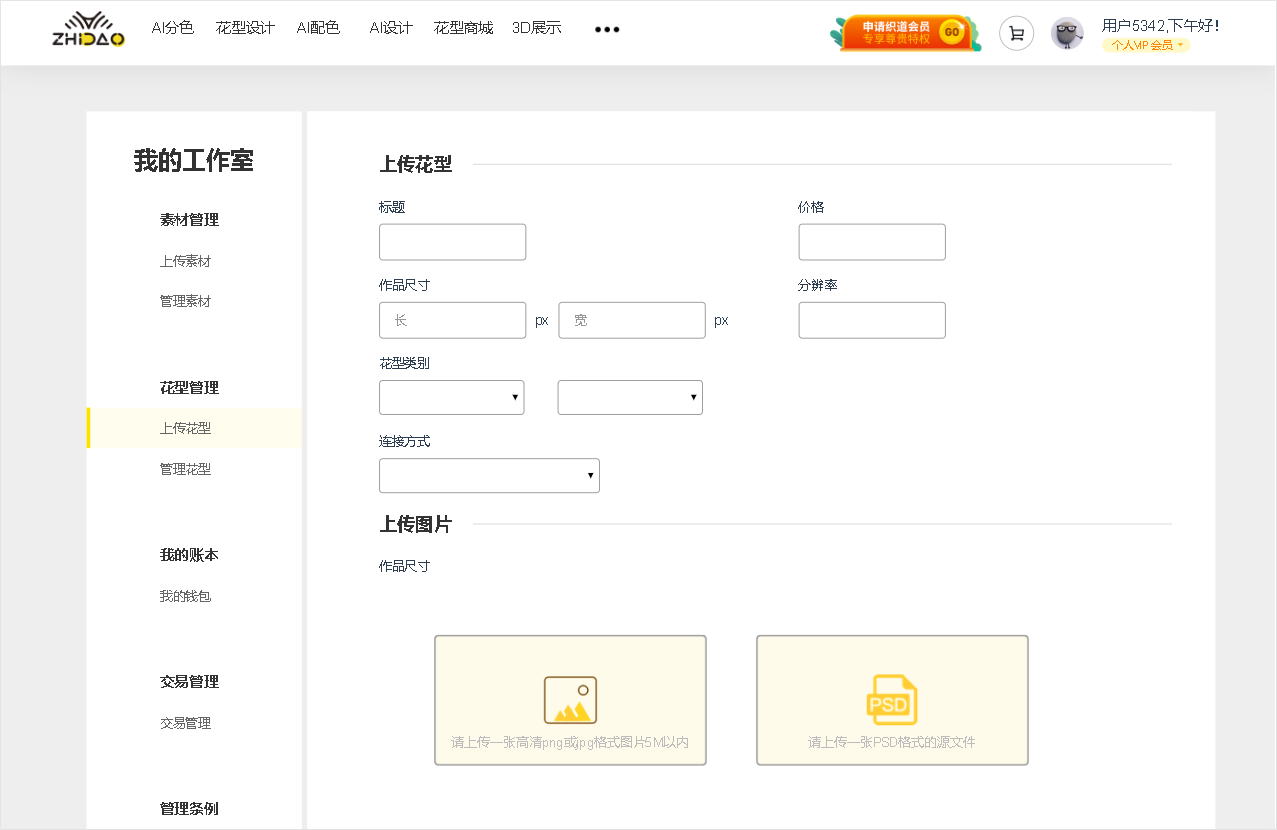 ZHIDAO
AI分色 花型设计 AI配色 AI设计 花型商城 3D展示 •••
申请织道会员
专享尊贵特权
GO
用户5342,下午好！
个人VIP会员
我的工作室
素材管理
上传素材
管理素材
花型管理
上传花型
管理花型
我的账本
我的钱包
交易管理
交易管理
管理条例
上传花型
标题 价格
作品尺寸 分辨率
长 px 宽 px
花型类别
连接方式
上传图片
作品尺寸
请上传一张高清png或jpg格式图片5M以内
PSD
请上传一张PSD格式的源文件